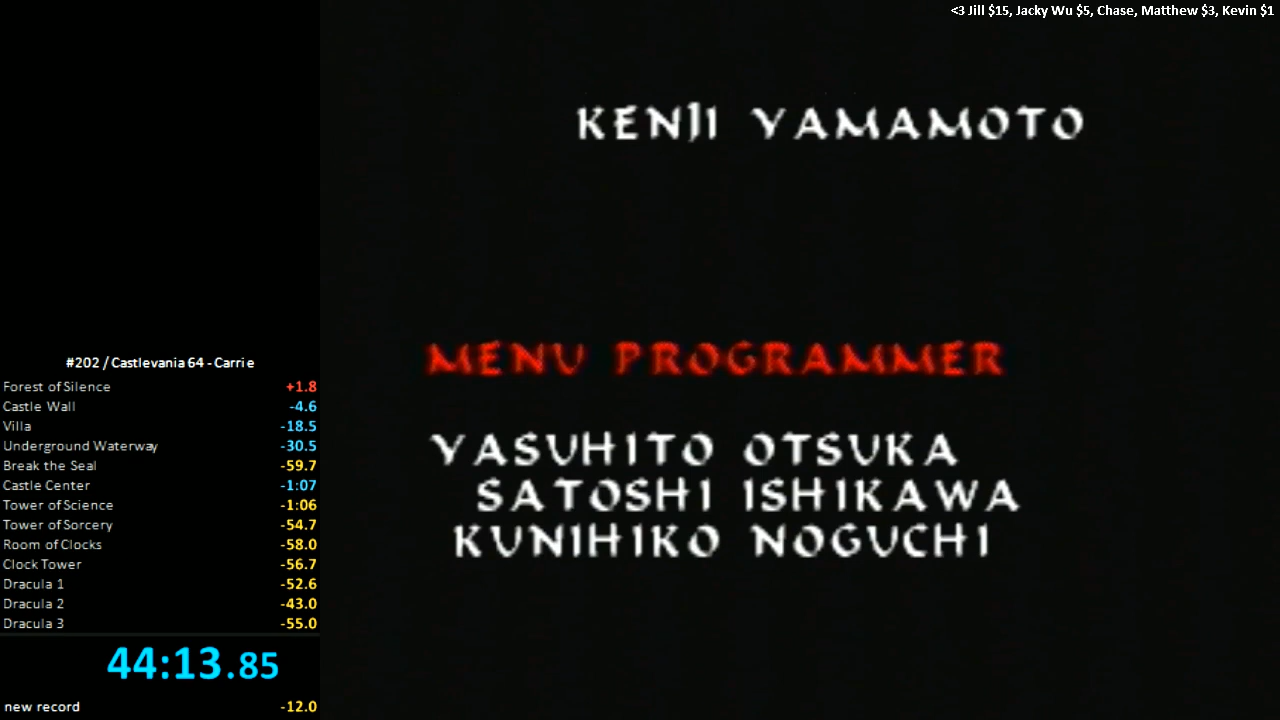 <3 Jill $15, Jacky Wu $5, Chase, Matthew $3, Kevin $1
KENJI YAMAMOTO
MENU PROGRAMMER
YASUHITO OTSUKA
SATOSHI ISHIKAWA
KUNIHIKO NOGUCHI
#202 / Castlevania 64 - Carrie
Forest of Silence +1.8
Castle Wall -4.6
Villa -18.5
Underground Waterway -30.5
Break the Seal -59.7
Castle Center -1:07
Tower of Science -1:06
Tower of Sorcery -54.7
Room of Clocks -58.0
Clock Tower -56.7
Dracula 1 -52.6
Dracula 2 -43.0
Dracula 3 -55.0
44:13.85
new record -12.0